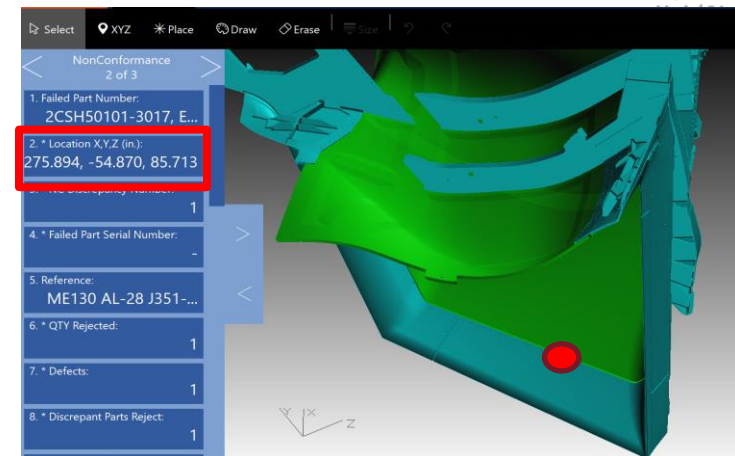 Select XYZ Place Draw Erase Size
NonConformance
2 of 3
1. Failed Part Number:
2CSH50101-3017, E...
2. * Location X,Y,Z (in.):
275.894, -54.870, 85.713
1
4. * Failed Part Serial Number:
-
5. Reference:
ME130 AL-28 J351-...
6. * QTY Rejected:
1
7. * Defects:
1
8. * Discrepant Parts Reject:
1
Y X Z